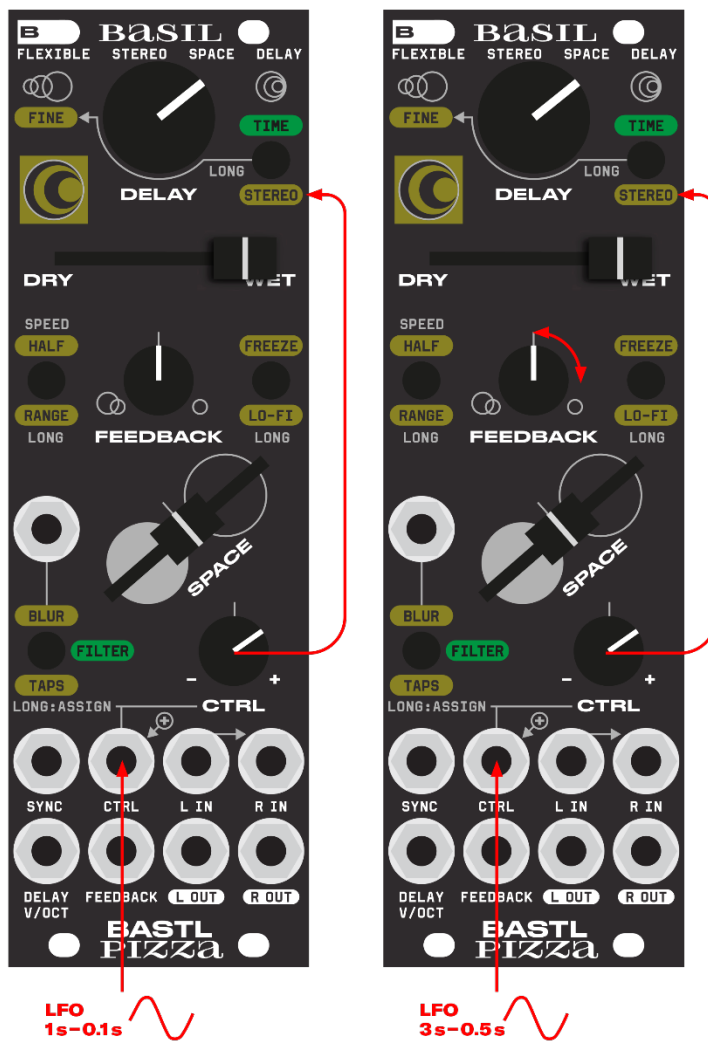 B BASIL
FLEXIBLE STEREO SPACE DELAY
FINE
TIME
LONG
DELAY
STEREO
DRY
WET
SPEED
HALF
FREEZE
RANGE
LO-FI
LONG
FEEDBACK
LONG
SPACE
BLUR
FILTER
TAPS
- +
LONG:ASSIGN
CTRL
SYNC CTRL L IN R IN
DELAY V/OCT
FEEDBACK
L OUT
R OUT
BASTL
PIZZA
LFO
1s-0.1s
B BASIL
FLEXIBLE STEREO SPACE DELAY
FINE
TIME
LONG
DELAY
STEREO
DRY
WET
SPEED
HALF
FREEZE
RANGE
LO-FI
LONG
FEEDBACK
LONG
SPACE
BLUR
FILTER
TAPS
- +
LONG:ASSIGN
CTRL
SYNC CTRL L IN R IN
DELAY V/OCT
FEEDBACK
L OUT
R OUT
BASTL
PIZZA
LFO
3s-0.5s